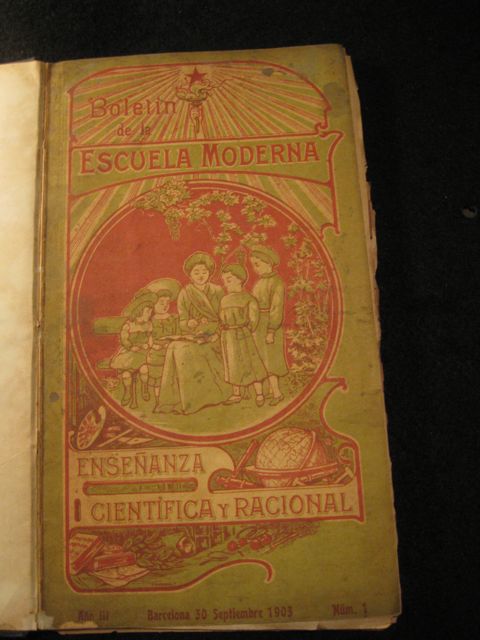 Boletín
de la
ESCUELA MODERNA
ENSEÑANZA
CIENTÍFICA Y RACIONAL
Año III Barcelona 30 Septiembre 1903 Núm. 1